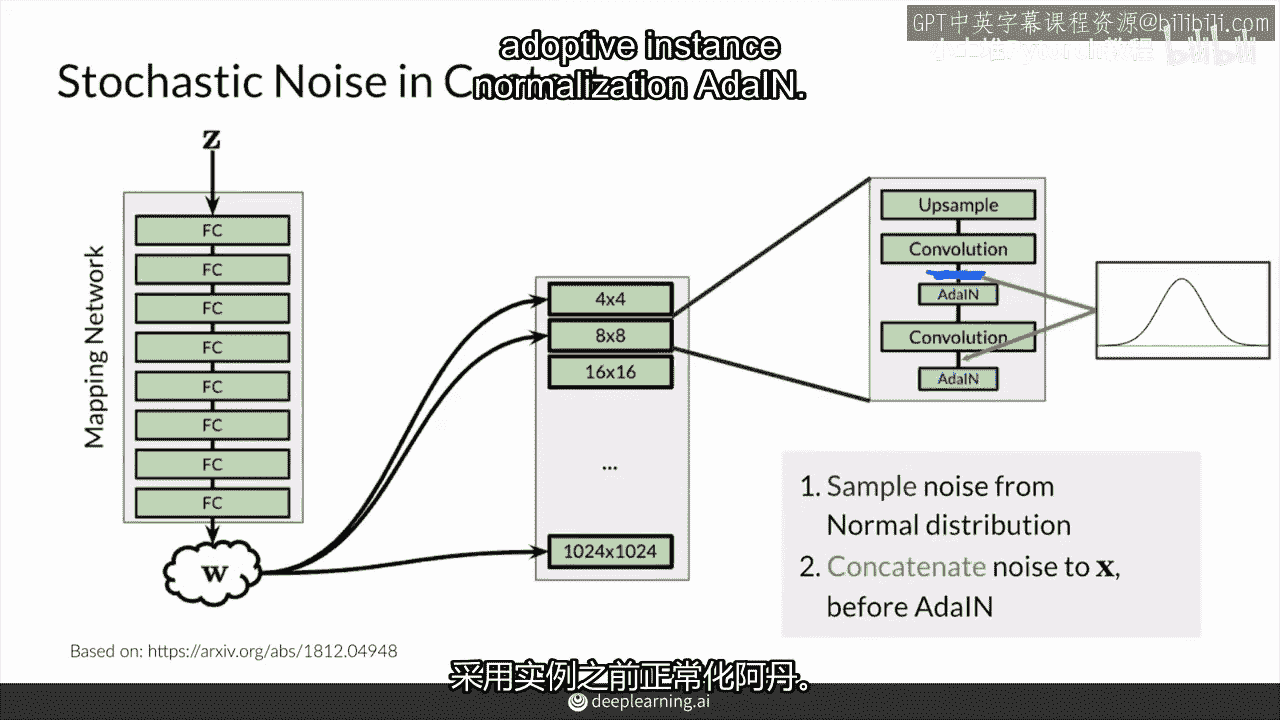 GPT中英字幕课程资源@bilibili.com
adoptive instance
normalization AdaIN.
Stochastic Noise in
z
Mapping Network
FC
FC
FC
FC
FC
FC
FC
FC
w
4x4
8x8
16x16
...
1024x1024
Upsample
Convolution
AdaIN
Convolution
AdaIN
1. Sample noise from
Normal distribution
2. Concatenate noise to x,
before AdaIN
Based on: https://arxiv.org/abs/1812.04948
采用实例之前正常化阿丹。
deeplearning.ai